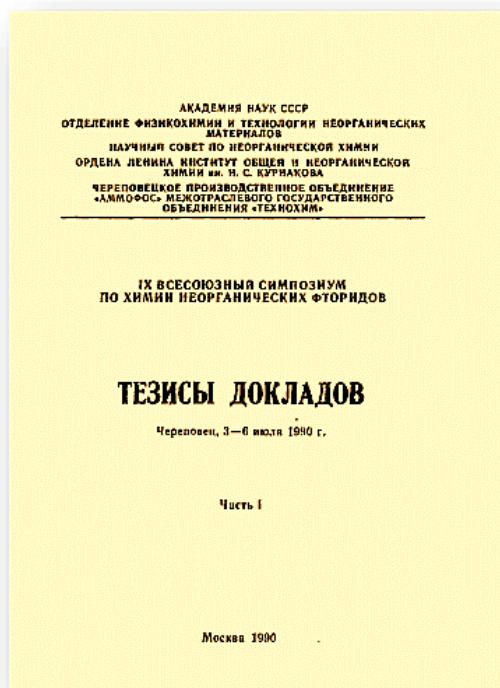 АКАДЕМИЯ НАУК СССР
ОТДЕЛЕНИЕ ФИЗИКОХИМИИ И ТЕХНОЛОГИИ НЕОРГАНИЧЕСКИХ
МАТЕРИАЛОВ
НАУЧНЫЙ СОВЕТ ПО НЕОРГАНИЧЕСКОЙ ХИМИИ
ОРДЕНА ЛЕНИНА ИНСТИТУТ ОБЩЕЙ И НЕОРГАНИЧЕСКОЙ
ХИМИИ им. Н. С. КУРНАКОВА
ЧЕРЕПОВЕЦКОЕ ПРОИЗВОДСТВЕННОЕ ОБЪЕДИНЕНИЕ
«АММОФОС» МЕЖОТРАСЛЕВОГО ГОСУДАРСТВЕННОГО
ОБЪЕДИНЕНИЯ «ТЕХНОХИМ»
IX ВСЕСОЮЗНЫЙ СИМПОЗИУМ
ПО ХИМИИ НЕОРГАНИЧЕСКИХ ФТОРИДОВ
ТЕЗИСЫ ДОКЛАДОВ
Череповец, 3—6 июля 1990 г.
Часть I
Москва 1990